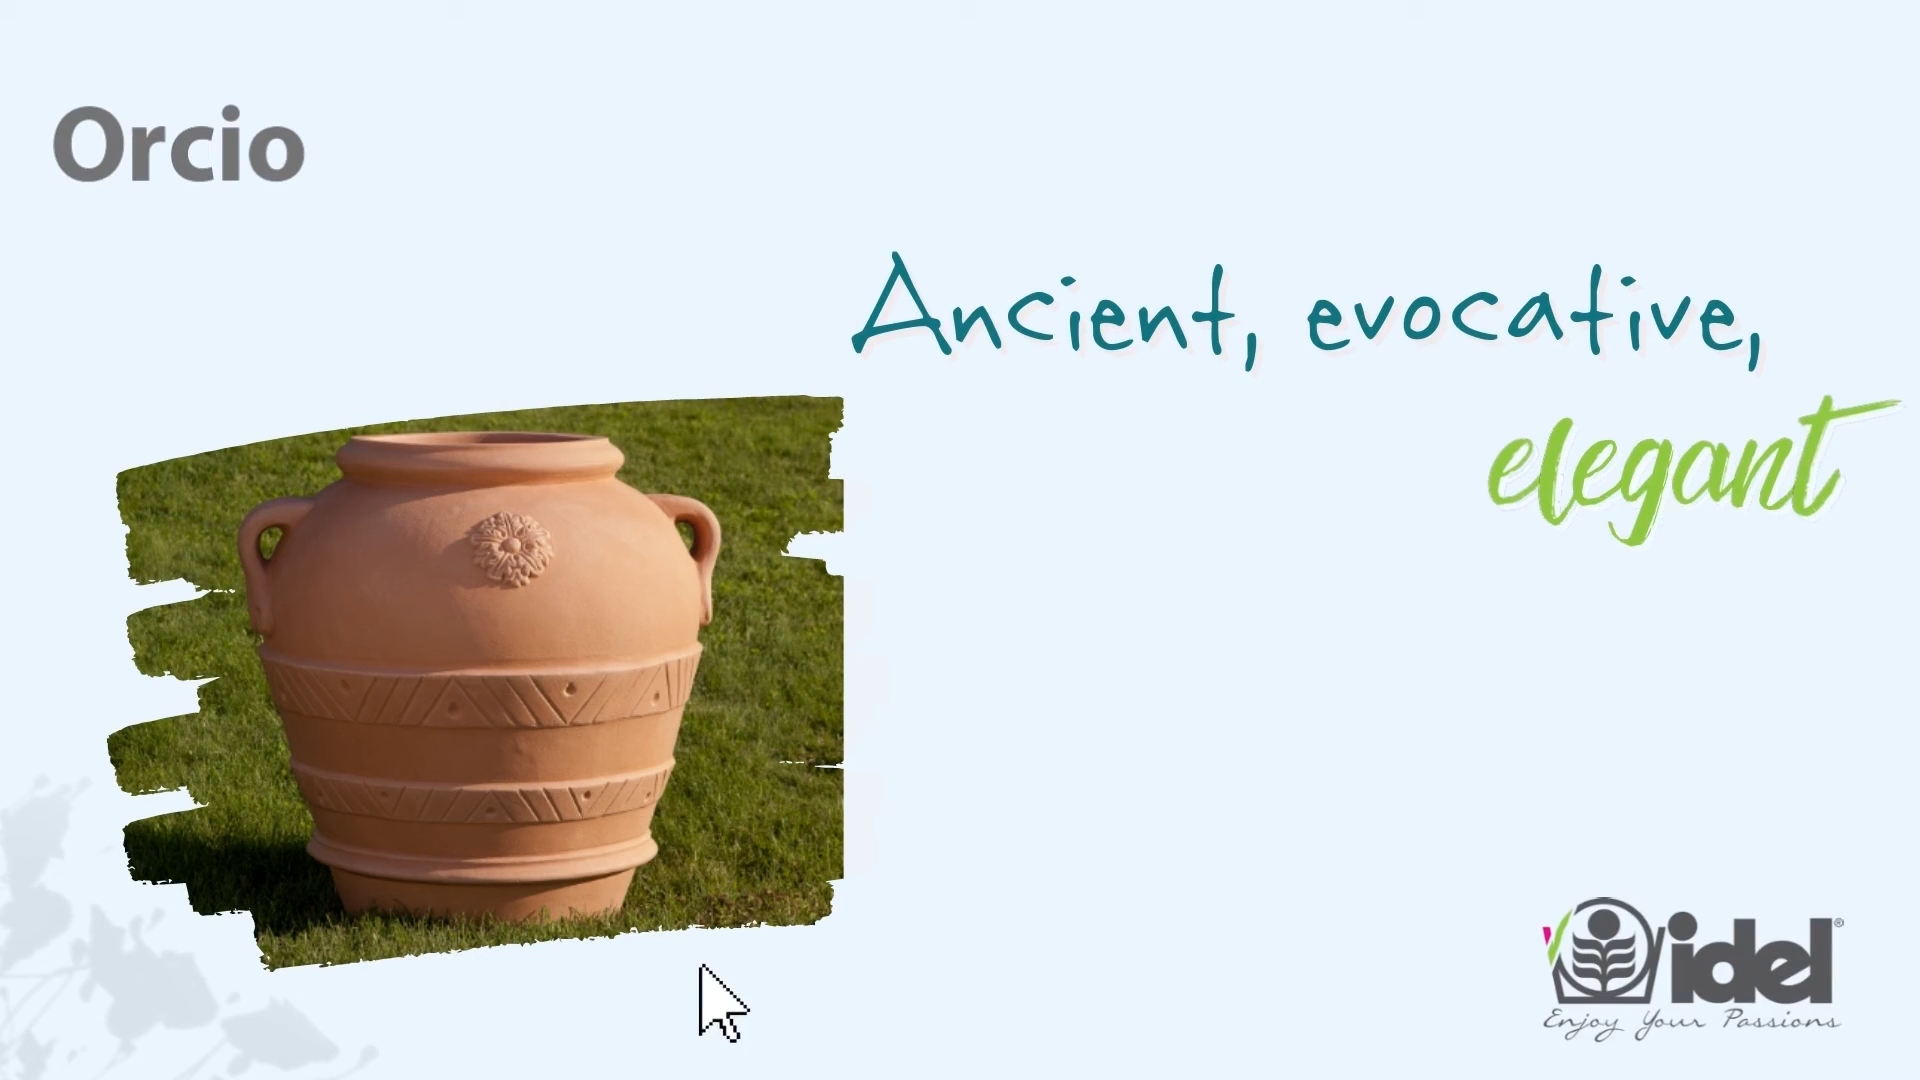 Orcio
Ancient, evocative,
elegant
idel®
Enjoy Your Passions